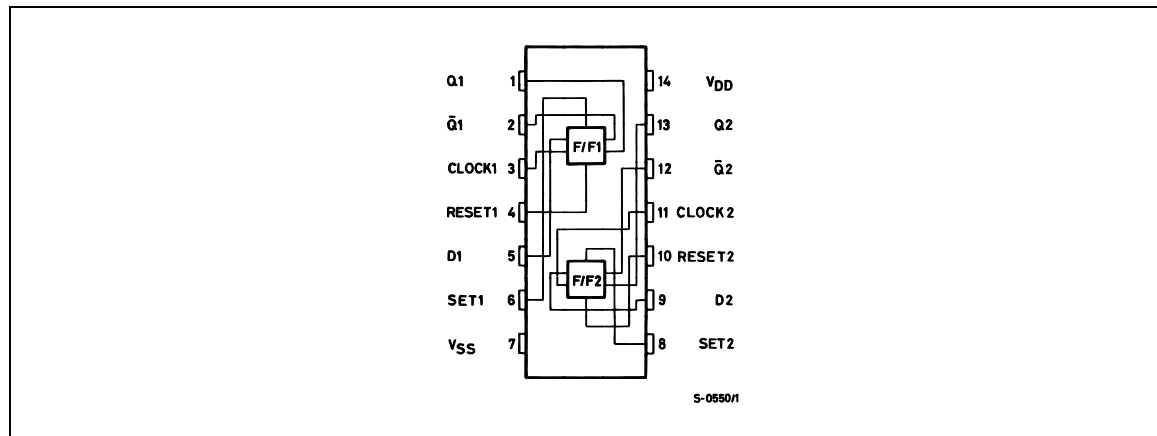 Q1 1 14 VDD
Q̄1 2 13 Q2
F/F1
CLOCK1 3 12 Q̄2
RESET1 4 11 CLOCK2
D1 5 10 RESET2
F/F2
SET1 6 9 D2
VSS 7 8 SET2
S-0550/1